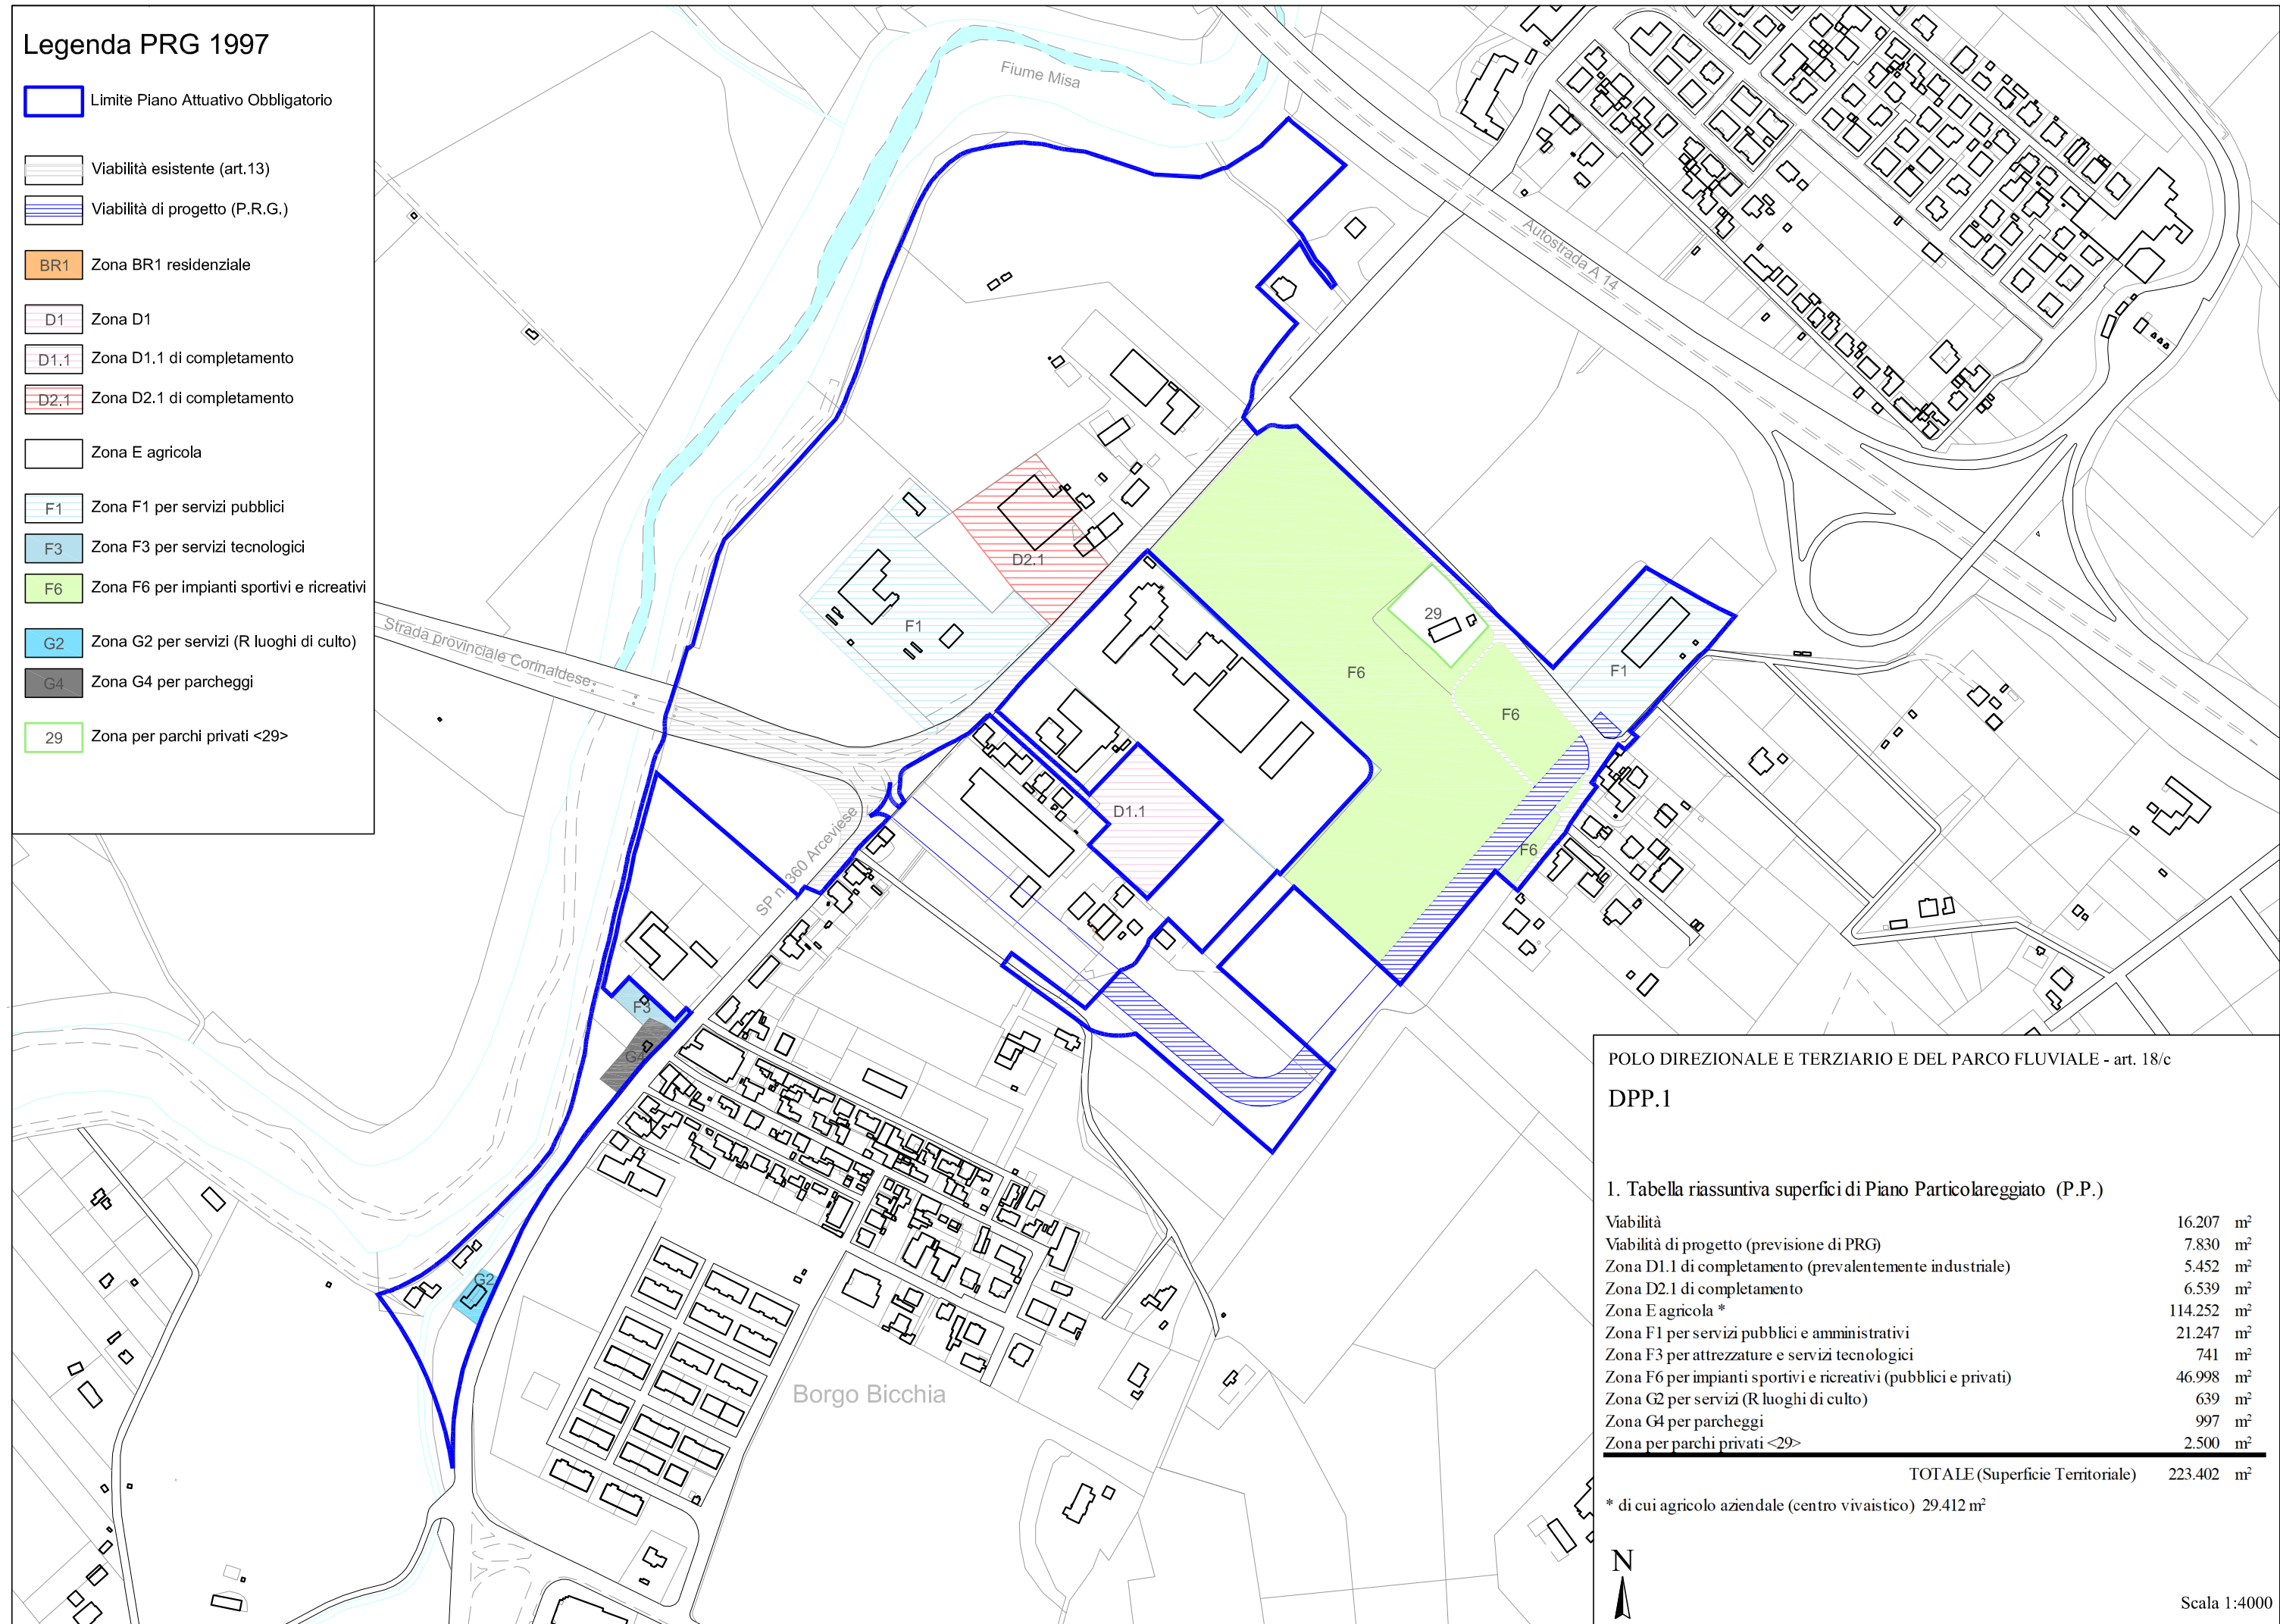 Legenda PRG 1997
Limite Piano Attuativo Obbligatorio
Viabilità esistente (art.13)
Viabilità di progetto (P.R.G.)
BR1 Zona BR1 residenziale
D1 Zona D1
D1.1 Zona D1.1 di completamento
D2.1 Zona D2.1 di completamento
Zona E agricola
F1 Zona F1 per servizi pubblici
F3 Zona F3 per servizi tecnologici
F6 Zona F6 per impianti sportivi e ricreativi
G2 Zona G2 per servizi (R luoghi di culto)
G4 Zona G4 per parcheggi
29 Zona per parchi privati <29>
Fiume Misa
Autostrada A 14
D2.1
F1
Strada provinciale Corinaldese
29
F6
F6
F1
D1.1
F6
SP n. 360 Arceviese
F3
G4
G2
Borgo Bicchia
POLO DIREZIONALE E TERZIARIO E DEL PARCO FLUVIALE - art. 18/c
DPP.1
1. Tabella riassuntiva superfici di Piano Particolareggiato (P.P.)
Viabilità 16.207 m²
Viabilità di progetto (previsione di PRG) 7.830 m²
Zona D1.1 di completamento (prevalentemente industriale) 5.452 m²
Zona D2.1 di completamento 6.539 m²
Zona E agricola * 114.252 m²
Zona F1 per servizi pubblici e amministrativi 21.247 m²
Zona F3 per attrezzature e servizi tecnologici 741 m²
Zona F6 per impianti sportivi e ricreativi (pubblici e privati) 46.998 m²
Zona G2 per servizi (R luoghi di culto) 639 m²
Zona G4 per parcheggi 997 m²
Zona per parchi privati <29> 2.500 m²
TOTALE (Superficie Territoriale) 223.402 m²
* di cui agricolo aziendale (centro vivaistico) 29.412 m²
N
Scala 1:4000